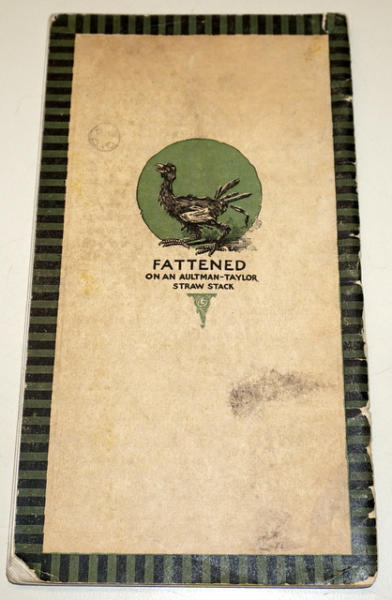 FATTENED
ON AN AULTMAN-TAYLOR
STRAW STACK